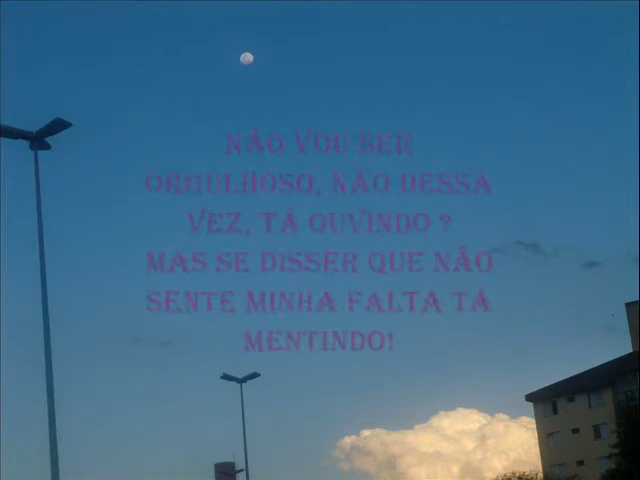 NÃO VOU SER
ORGULHOSO, NÃO DESSA
VEZ, TÁ OUVINDO ?
MAS SE DISSER QUE NÃO
SENTE MINHA FALTA TÁ
MENTINDO!